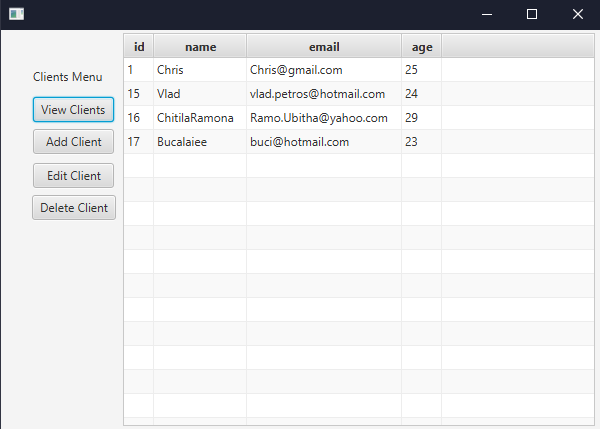 Clients Menu
View Clients
Add Client
Edit Client
Delete Client
id name email age
1 Chris Chris@gmail.com 25
15 Vlad vlad.petros@hotmail.com 24
16 ChitilaRamona Ramo.Ubitha@yahoo.com 29
17 Bucalaiee buci@hotmail.com 23